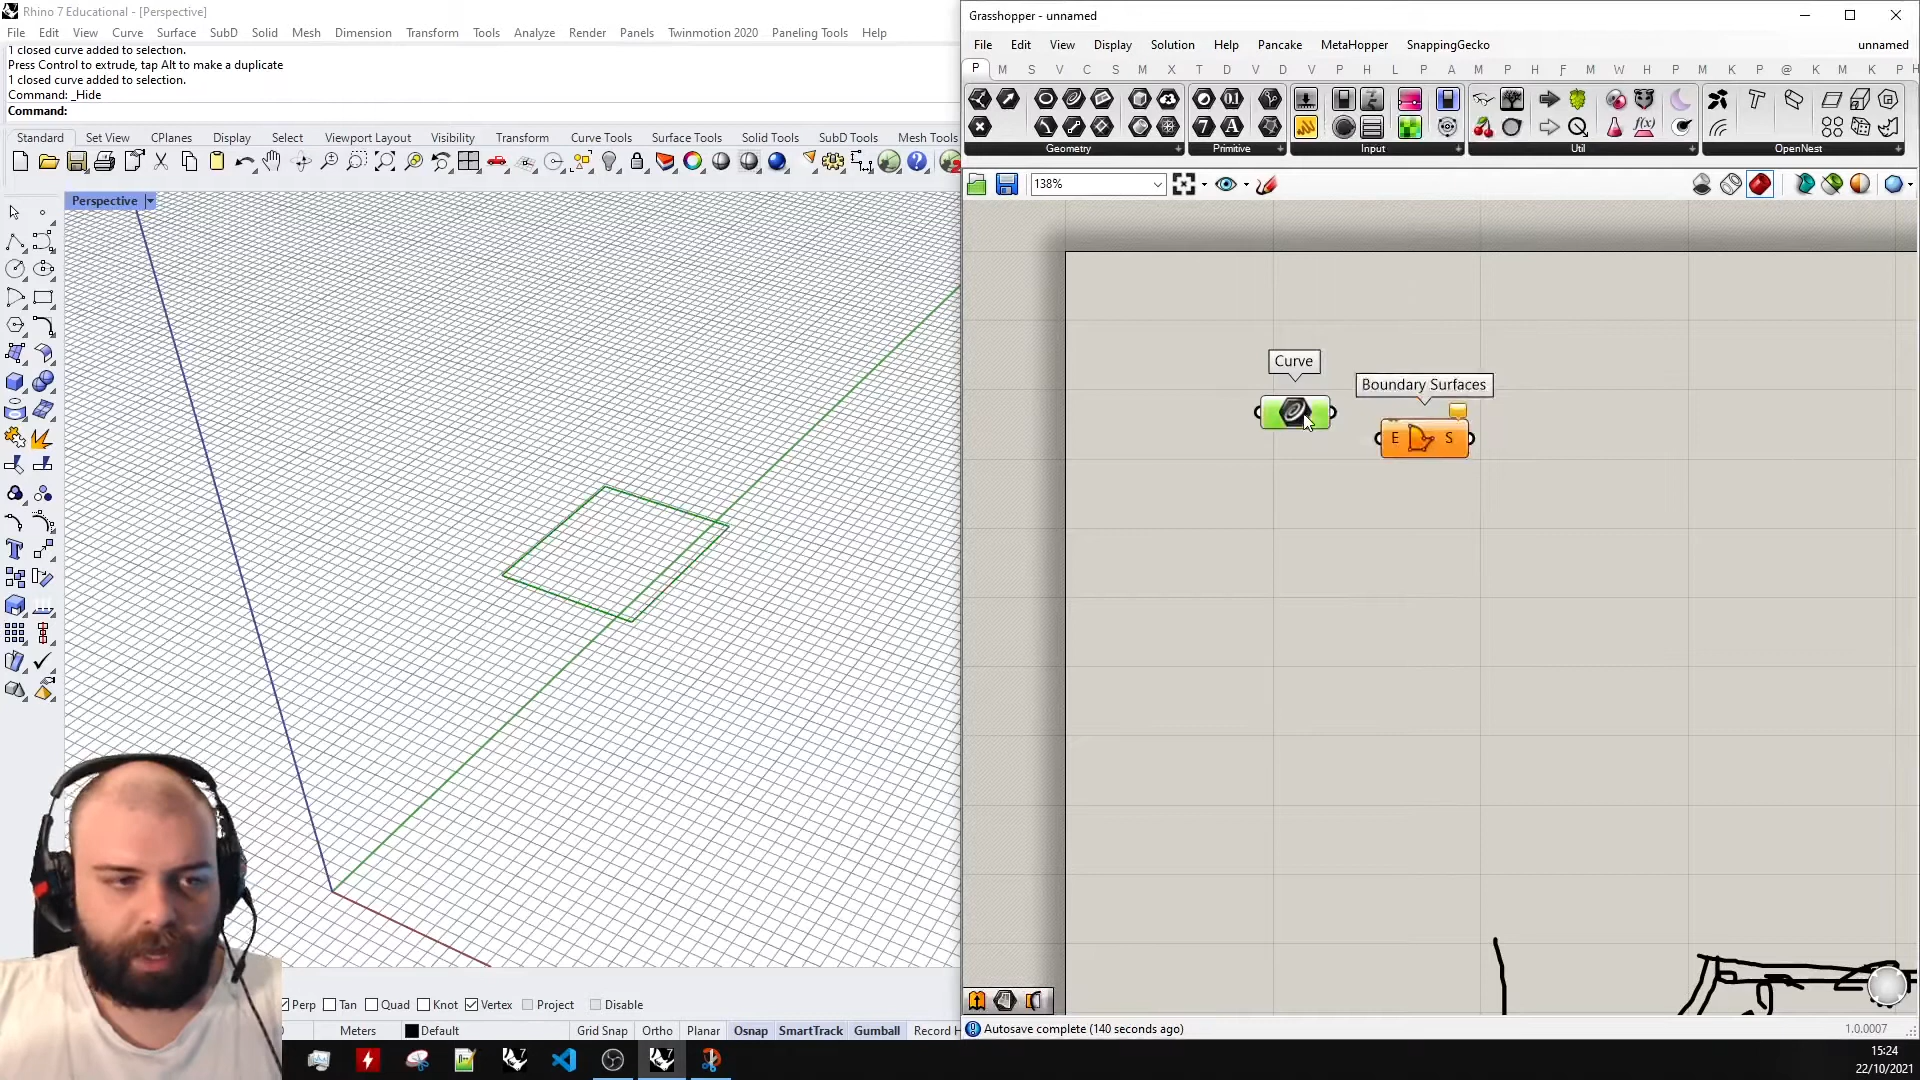 Rhino 7 Educational - [Perspective]
File Edit View Curve Surface SubD Solid Mesh Dimension Transform Tools Analyze Render Panels Twinmotion 2020 Paneling Tools Help
1 closed curve added to selection.
Press Control to extrude, tap Alt to make a duplicate
1 closed curve added to selection.
Command: _Hide
Command:
Standard Set View CPlanes Display Select Viewport Layout Visibility Transform Curve Tools Surface Tools Solid Tools SubD Tools Mesh Tools
Perspective
Perp Tan Quad Knot Vertex Project Disable
Meters Default Grid Snap Ortho Planar Osnap SmartTrack Gumball Record H
Grasshopper - unnamed
File Edit View Display Solution Help Pancake MetaHopper SnappingGecko unnamed
P M S V C S M X T D V D V P H L P A M P H F M W H P M K P @ K M K P H
Geometry Primitive Input Util OpenNest
138%
Curve
Boundary Surfaces
E S
Autosave complete (140 seconds ago) 1.0.0007
15:24
22/10/2021